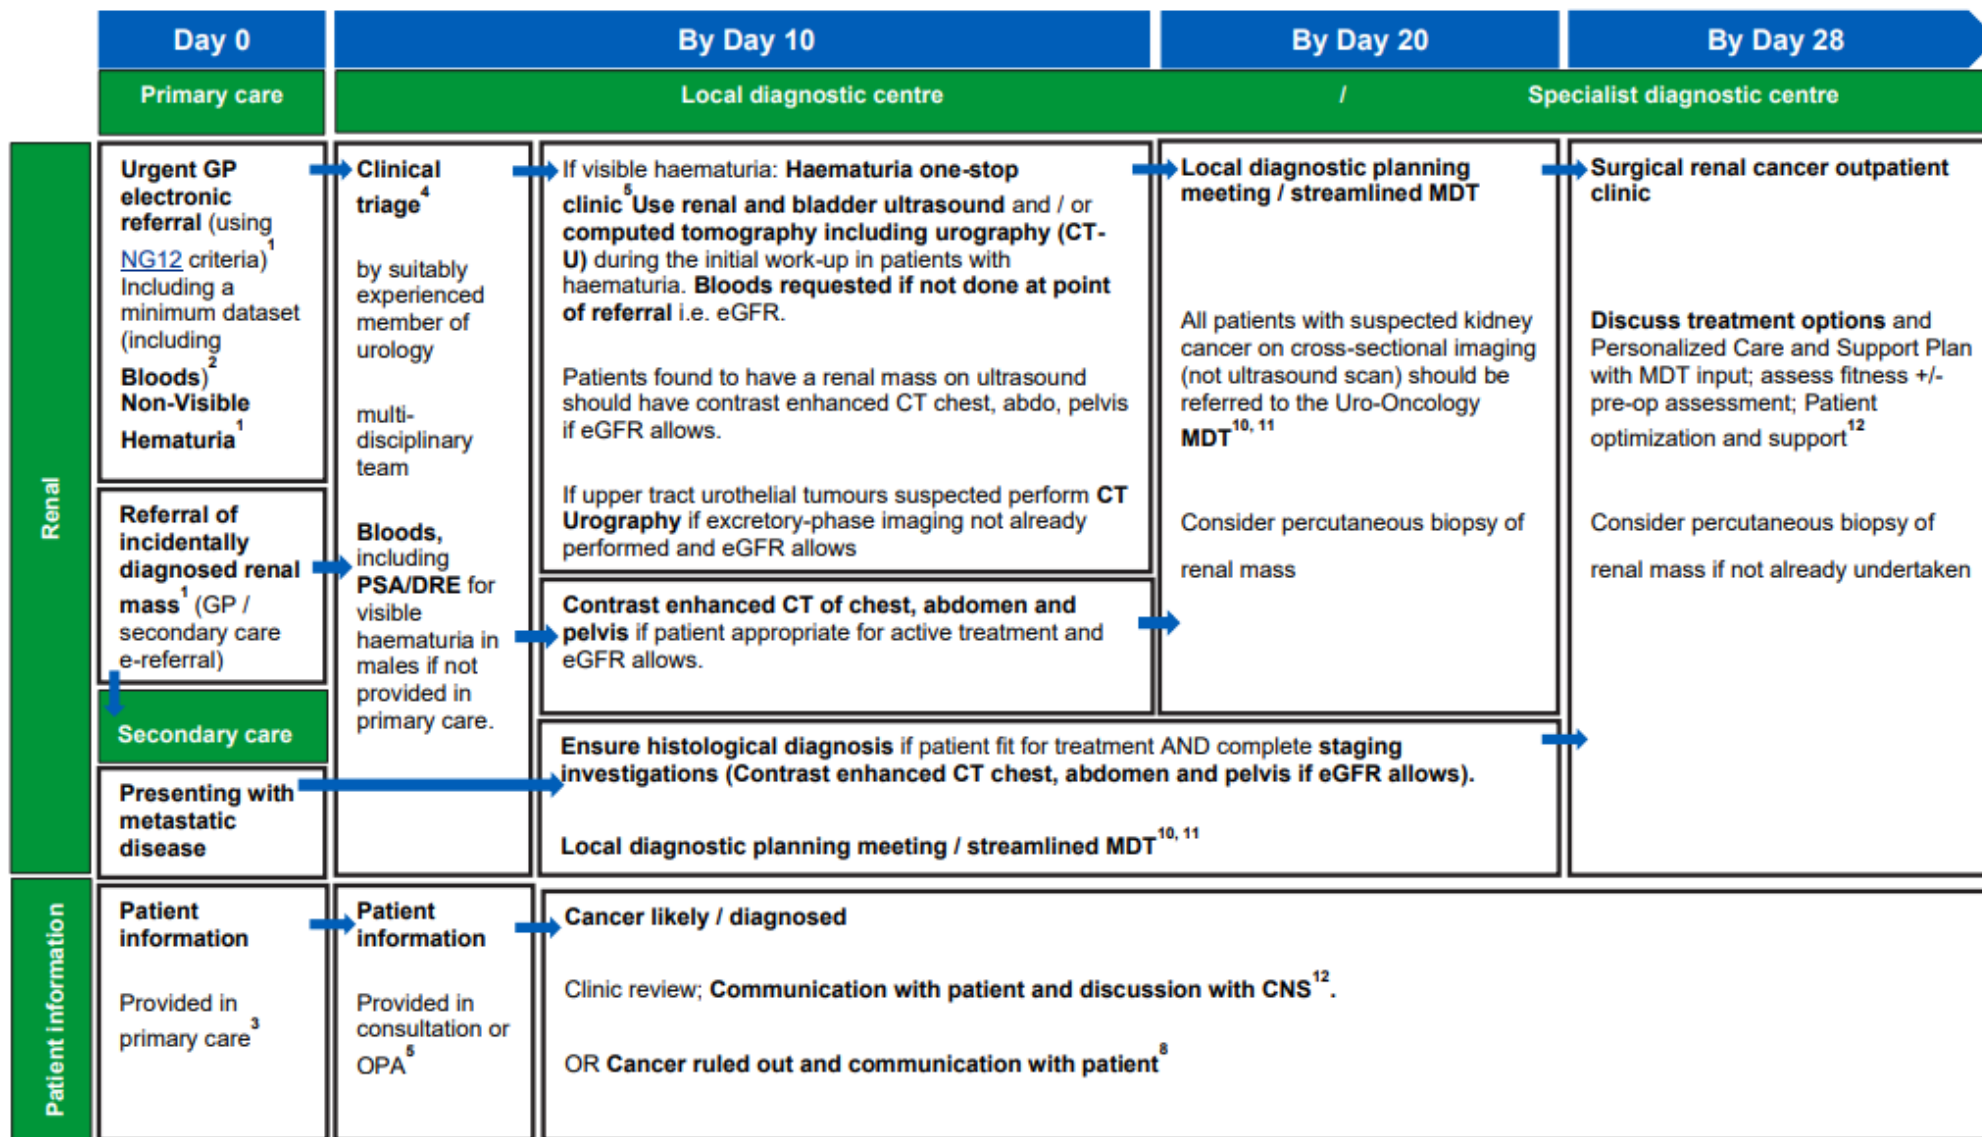 Day 0
By Day 10
By Day 20
By Day 28
Primary care
Local diagnostic centre
/
Specialist diagnostic centre
Renal
Urgent GP
electronic
referral (using
NG12 criteria)1
Including a
minimum dataset
(including
Bloods)2
Non-Visible
Hematuria1
Referral of
incidentally
diagnosed renal
mass1 (GP /
secondary care
e-referral)
Secondary care
Presenting with
metastatic
disease
Clinical
triage4
by suitably
experienced
member of
urology
multi-
disciplinary
team
Bloods,
including
PSA/DRE for
visible
haematuria in
males if not
provided in
primary care.
If visible haematuria: Haematuria one-stop
clinic5Use renal and bladder ultrasound and / or
computed tomography including urography (CT-
U) during the initial work-up in patients with
haematuria. Bloods requested if not done at point
of referral i.e. eGFR.
Patients found to have a renal mass on ultrasound
should have contrast enhanced CT chest, abdo, pelvis
if eGFR allows.
If upper tract urothelial tumours suspected perform CT
Urography if excretory-phase imaging not already
performed and eGFR allows
Contrast enhanced CT of chest, abdomen and
pelvis if patient appropriate for active treatment and
eGFR allows.
Ensure histological diagnosis if patient fit for treatment AND complete staging
investigations (Contrast enhanced CT chest, abdomen and pelvis if eGFR allows).
Local diagnostic planning meeting / streamlined MDT10, 11
Local diagnostic planning
meeting / streamlined MDT
All patients with suspected kidney
cancer on cross-sectional imaging
(not ultrasound scan) should be
referred to the Uro-Oncology
MDT10, 11
Consider percutaneous biopsy of
renal mass
Surgical renal cancer outpatient
clinic
Discuss treatment options and
Personalized Care and Support Plan
with MDT input; assess fitness +/-
pre-op assessment; Patient
optimization and support12
Consider percutaneous biopsy of
renal mass if not already undertaken
Patient information
Patient
information
Provided in
primary care3
Patient
information
Provided in
consultation or
OPA5
Cancer likely / diagnosed
Clinic review; Communication with patient and discussion with CNS12.
OR Cancer ruled out and communication with patient8